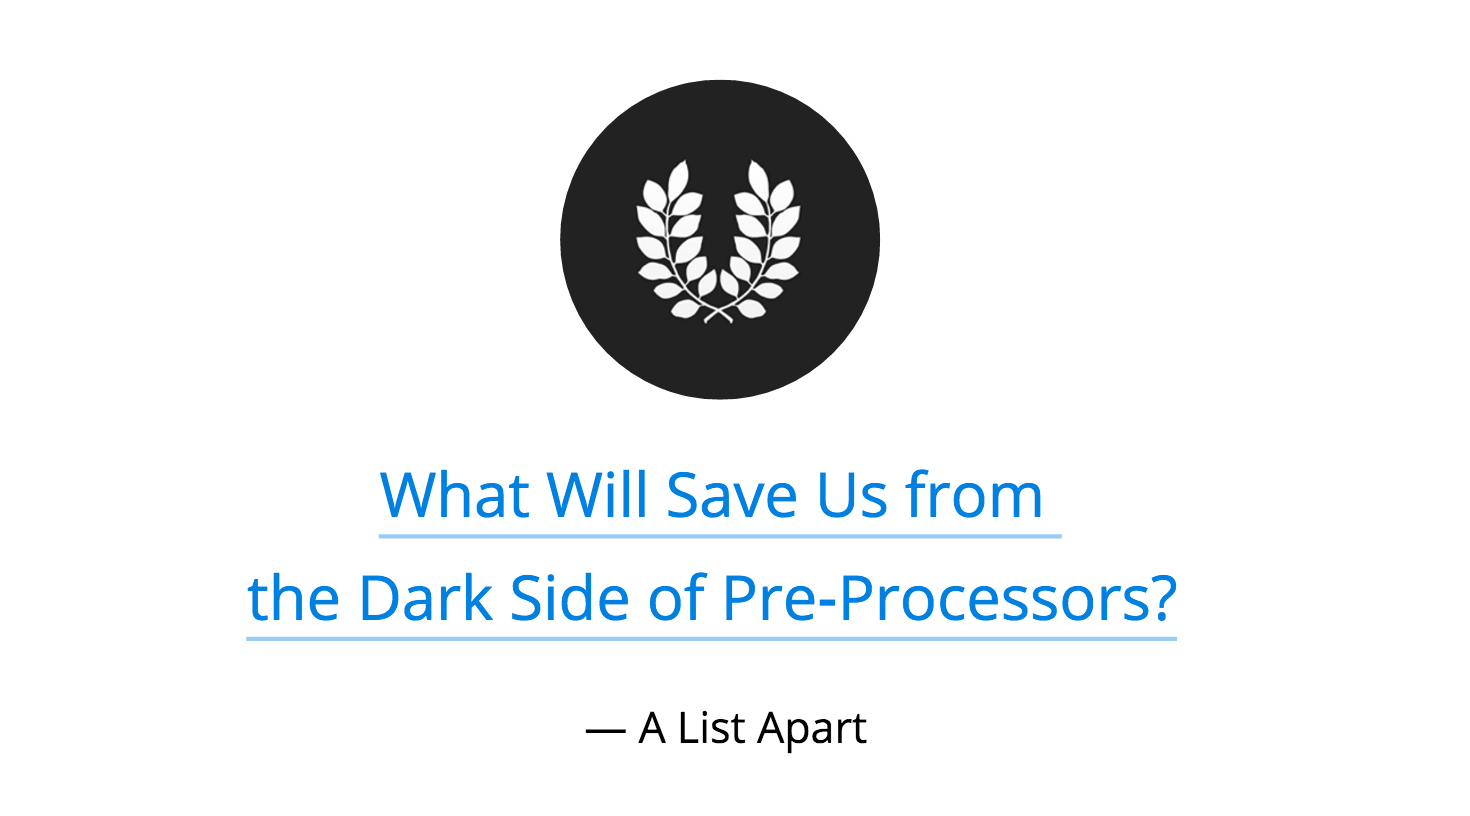 What Will Save Us from
the Dark Side of Pre-Processors?
— A List Apart